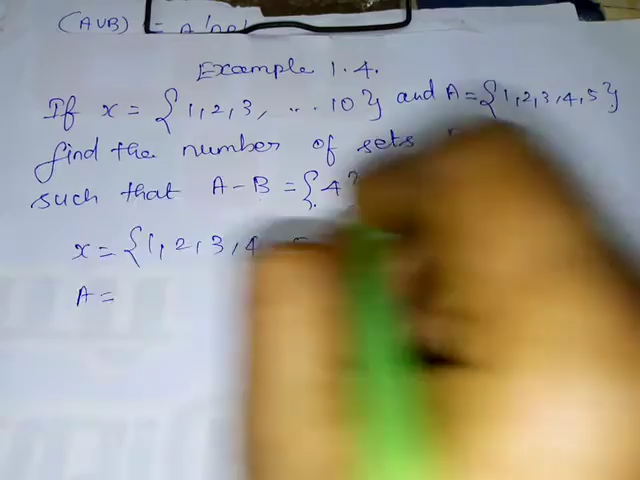 (AUB)
Example 1.4.
If x = {1, 2, 3, ... 10} and A = {1, 2, 3, 4, 5}
find the number of sets
such that A - B = {4}
x = {1, 2, 3, 4
A =